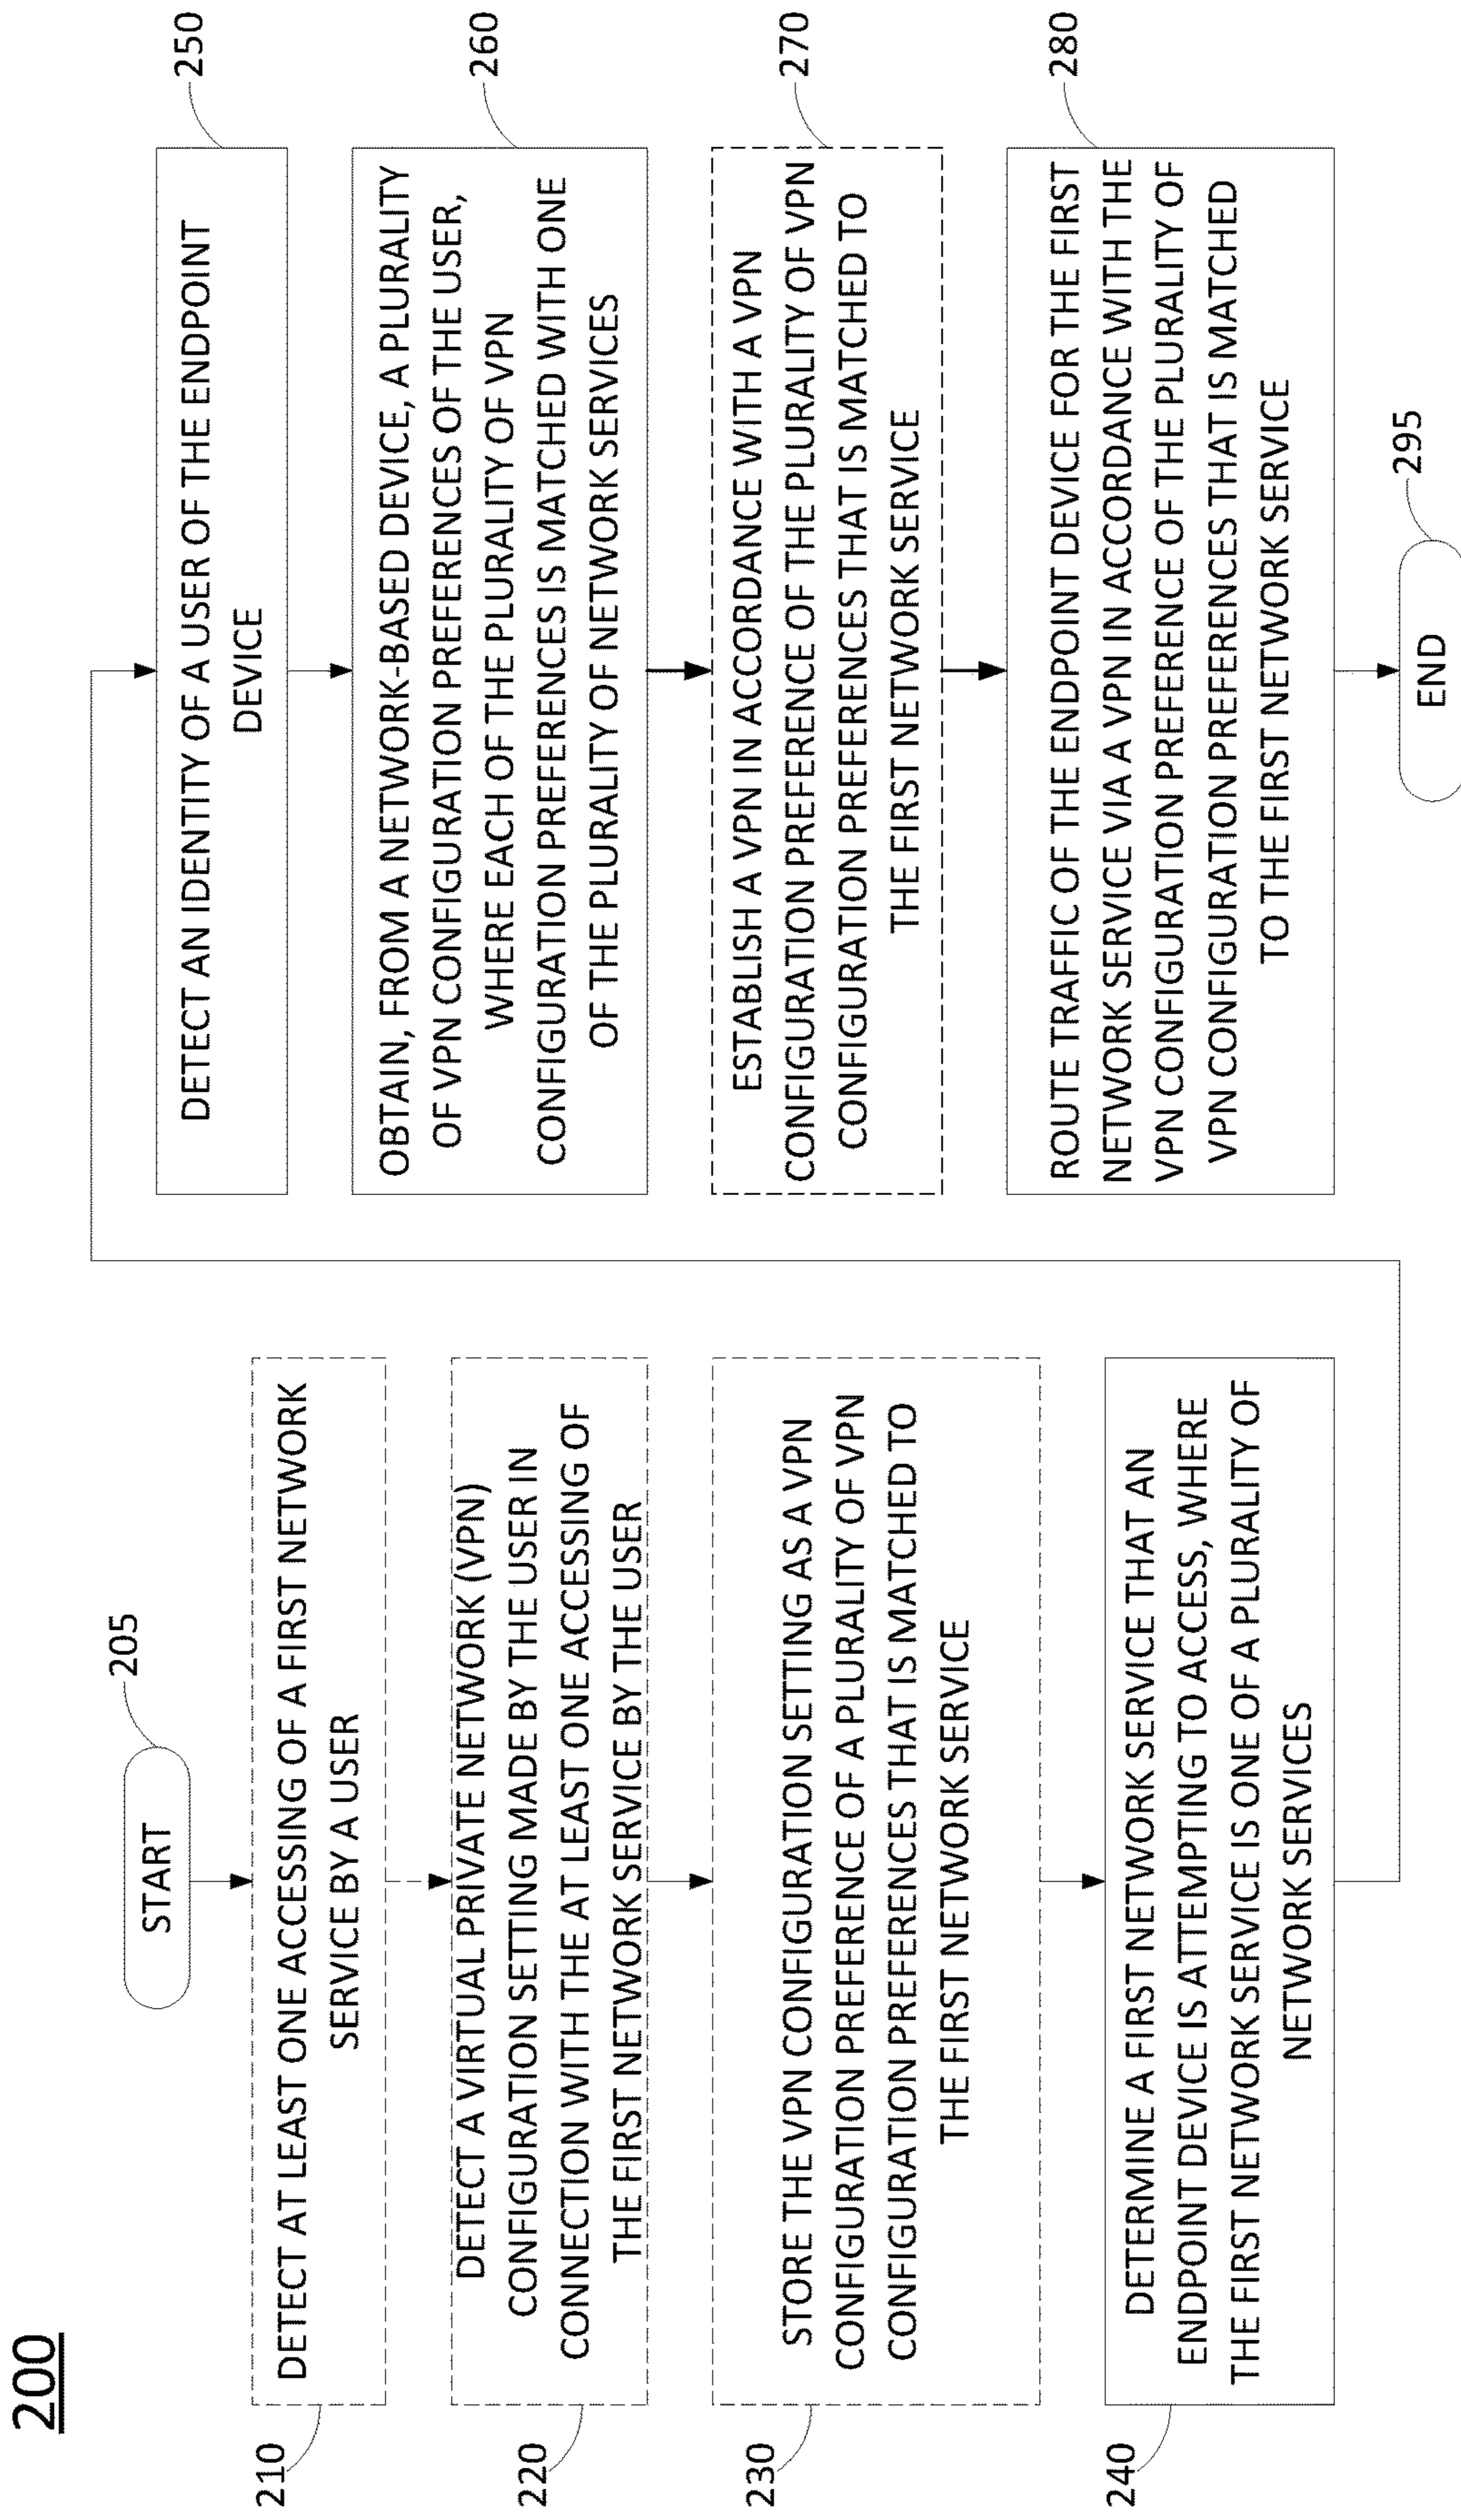 200
START
205
DETECT AT LEAST ONE ACCESSING OF A FIRST NETWORK
SERVICE BY A USER
210
DETECT A VIRTUAL PRIVATE NETWORK (VPN)
CONFIGURATION SETTING MADE BY THE USER IN
CONNECTION WITH THE AT LEAST ONE ACCESSING OF
THE FIRST NETWORK SERVICE BY THE USER
220
STORE THE VPN CONFIGURATION SETTING AS A VPN
CONFIGURATION PREFERENCE OF A PLURALITY OF VPN
CONFIGURATION PREFERENCES THAT IS MATCHED TO
THE FIRST NETWORK SERVICE
230
DETERMINE A FIRST NETWORK SERVICE THAT AN
ENDPOINT DEVICE IS ATTEMPTING TO ACCESS, WHERE
THE FIRST NETWORK SERVICE IS ONE OF A PLURALITY OF
NETWORK SERVICES
240
DETECT AN IDENTITY OF A USER OF THE ENDPOINT
DEVICE
250
OBTAIN, FROM A NETWORK-BASED DEVICE, A PLURALITY
OF VPN CONFIGURATION PREFERENCES OF THE USER,
WHERE EACH OF THE PLURALITY OF VPN
CONFIGURATION PREFERENCES IS MATCHED WITH ONE
OF THE PLURALITY OF NETWORK SERVICES
260
ESTABLISH A VPN IN ACCORDANCE WITH A VPN
CONFIGURATION PREFERENCE OF THE PLURALITY OF VPN
CONFIGURATION PREFERENCES THAT IS MATCHED TO
THE FIRST NETWORK SERVICE
270
ROUTE TRAFFIC OF THE ENDPOINT DEVICE FOR THE FIRST
NETWORK SERVICE VIA A VPN IN ACCORDANCE WITH THE
VPN CONFIGURATION PREFERENCE OF THE PLURALITY OF
VPN CONFIGURATION PREFERENCES THAT IS MATCHED
TO THE FIRST NETWORK SERVICE
280
END
295